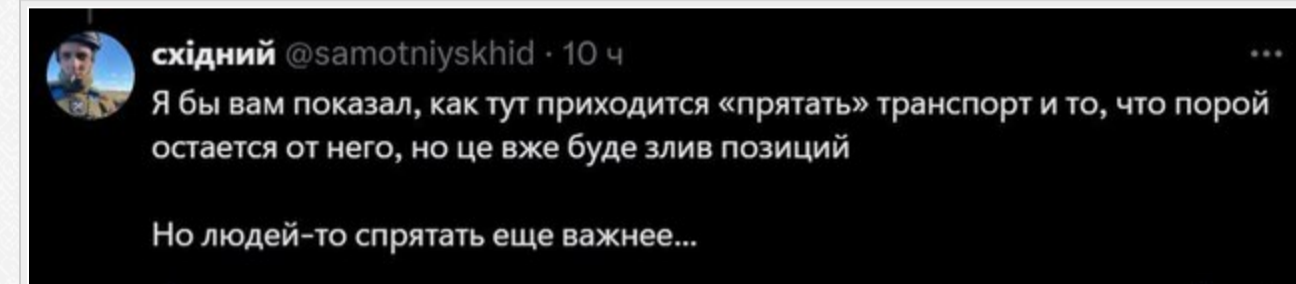 східний @samotniyskhid · 10 ч
Я бы вам показал, как тут приходится «прятать» транспорт и то, что порой
остается от него, но це вже буде злив позиций
Но людей-то спрятать еще важнее...